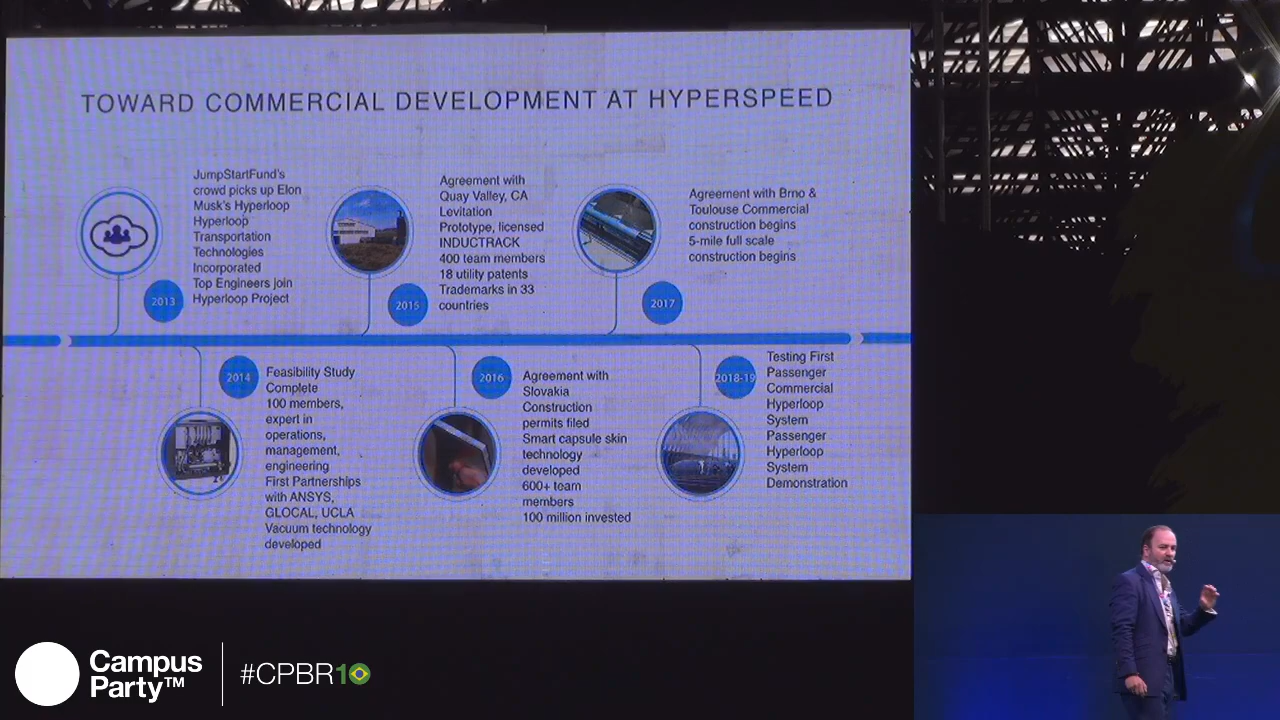 TOWARD COMMERCIAL DEVELOPMENT AT HYPERSPEED
JumpStartFund's
crowd picks up Elon
Musk's Hyperloop
Hyperloop
Transportation
Technologies
Incorporated
Top Engineers join
Hyperloop Project
2013
Agreement with
Quay Valley, CA
Levitation
Prototype, licensed
INDUCTRACK
400 team members
18 utility patents
Trademarks in 33
countries
2015
Agreement with Brno &
Toulouse Commercial
construction begins
5-mile full scale
construction begins
2017
2014
Feasibility Study
Complete
100 members,
expert in
operations,
management,
engineering
First Partnerships
with ANSYS,
GLOCAL, UCLA
Vacuum technology
developed
2016
Agreement with
Slovakia
Construction
permits filed
Smart capsule skin
technology
developed
600+ team
members
100 million invested
2018-19
Testing First
Passenger
Commercial
Hyperloop
System
Passenger
Hyperloop
System
Demonstration
Campus
Party™
#CPBR10